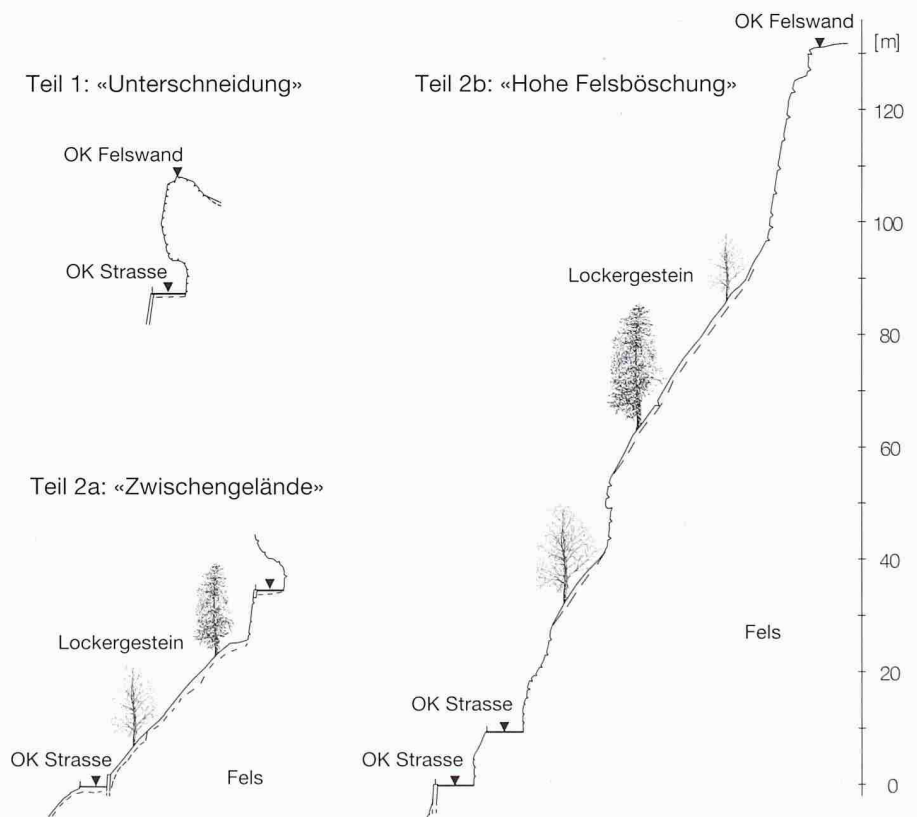 OK Felswand
[m]
Teil 1: «Unterschneidung»
Teil 2b: «Hohe Felsböschung»
120
OK Felswand
100
OK Strasse
Lockergestein
80
60
Teil 2a: «Zwischengelände»
40
Lockergestein
Fels
20
OK Strasse
OK Strasse
OK Strasse
Fels
0